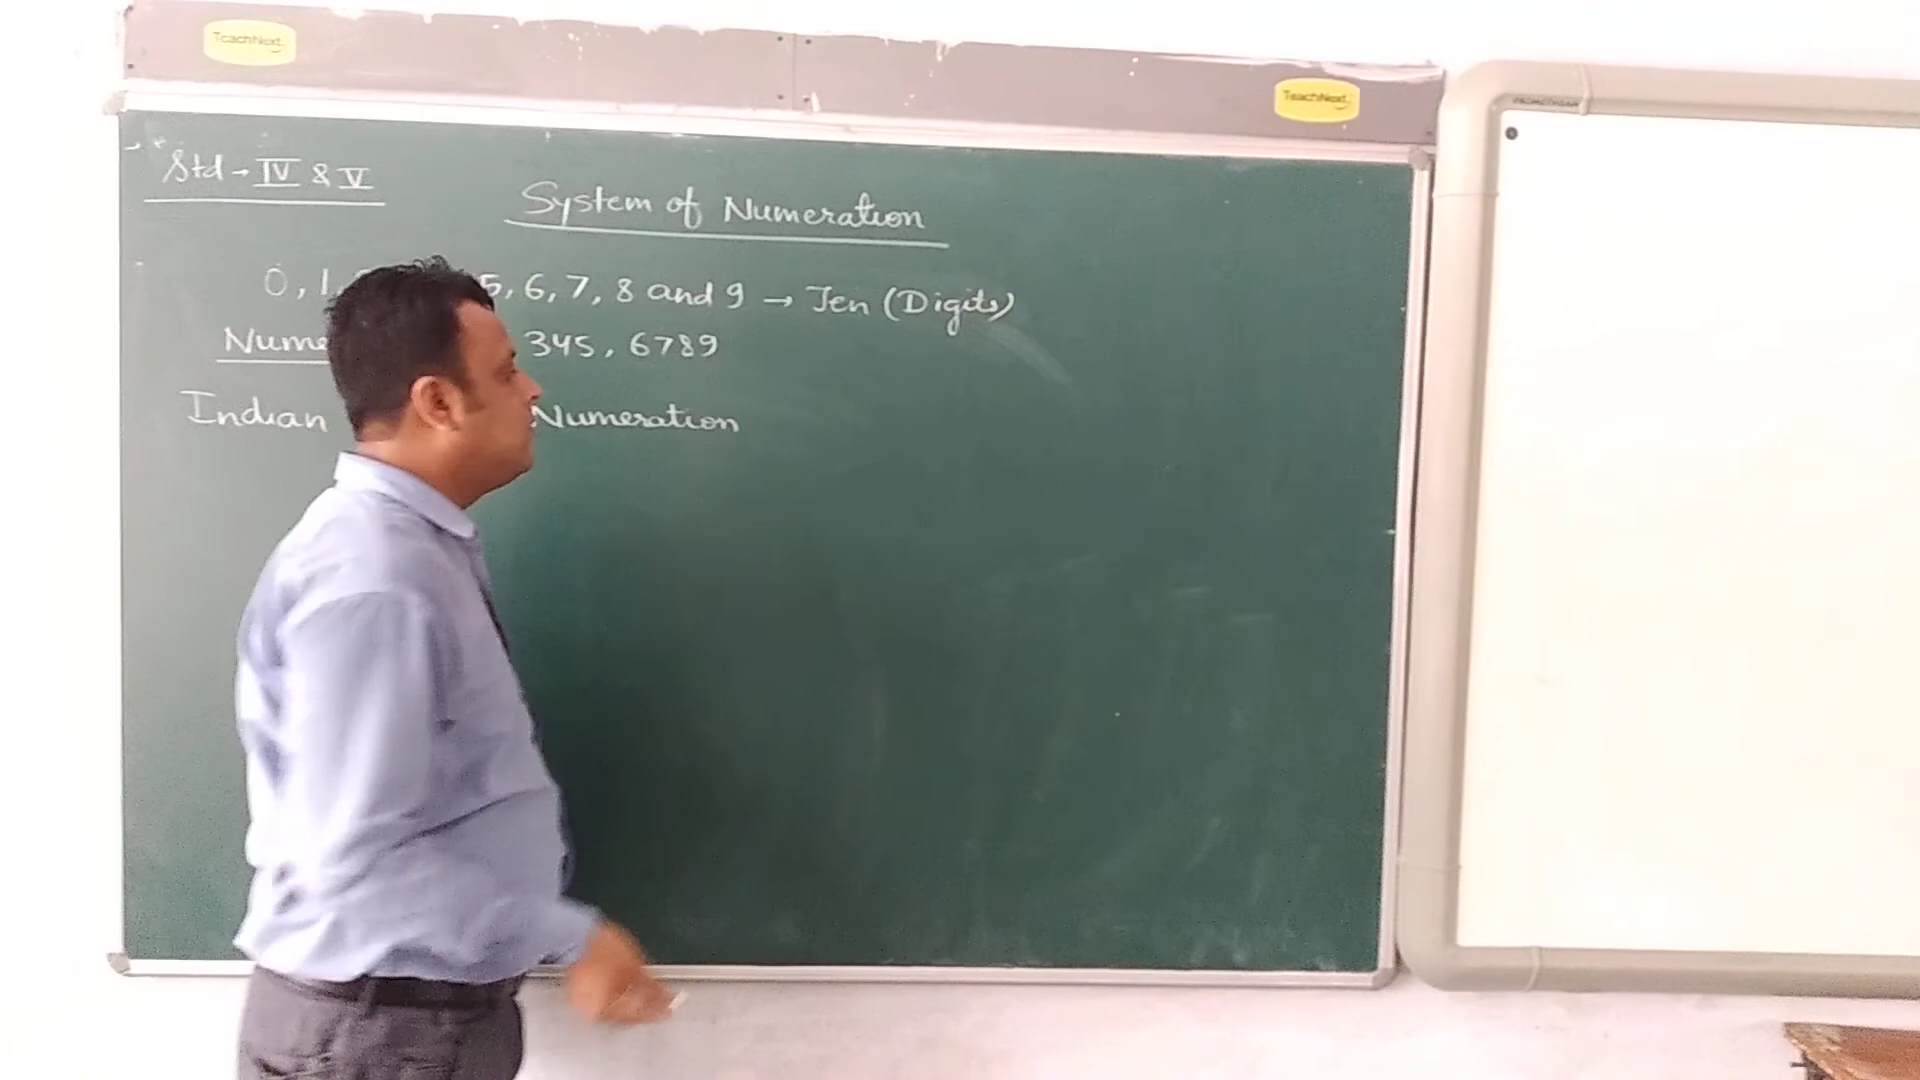 TeachNext
TeachNext
PROMETHEAN
Std → IV & V
System of Numeration
0, 1, 5, 6, 7, 8 and 9 → Ten (Digits)
345, 6789
Indian Numeration